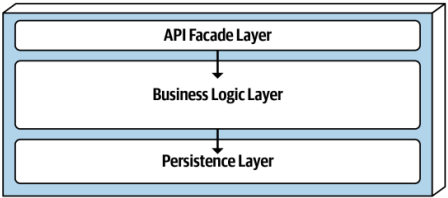 API Facade Layer
Business Logic Layer
Persistence Layer